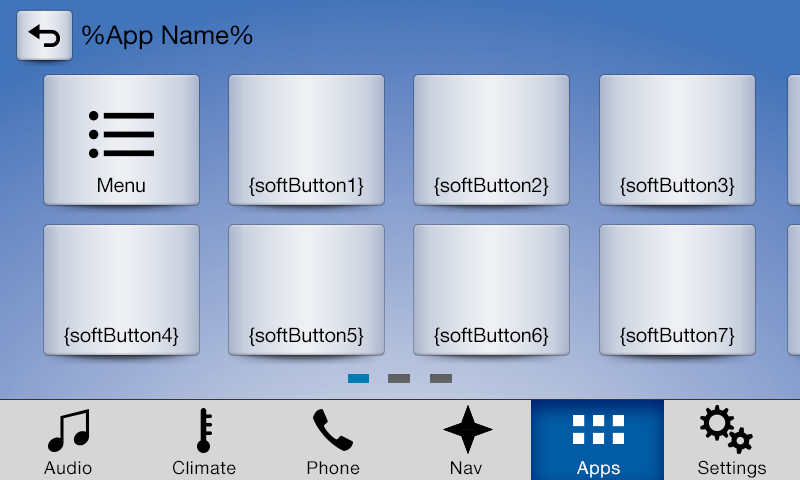 %App Name%
Menu
{softButton1}
{softButton2}
{softButton3}
{softButton4}
{softButton5}
{softButton6}
{softButton7}
Audio
Climate
Phone
Nav
Apps
Settings